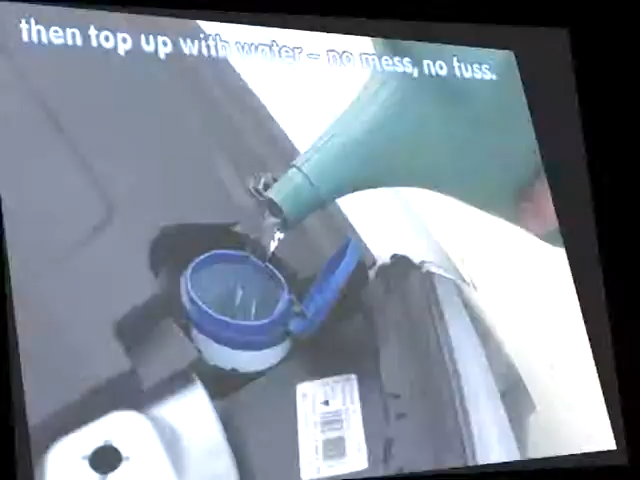 then top up with water – no mess, no fuss.